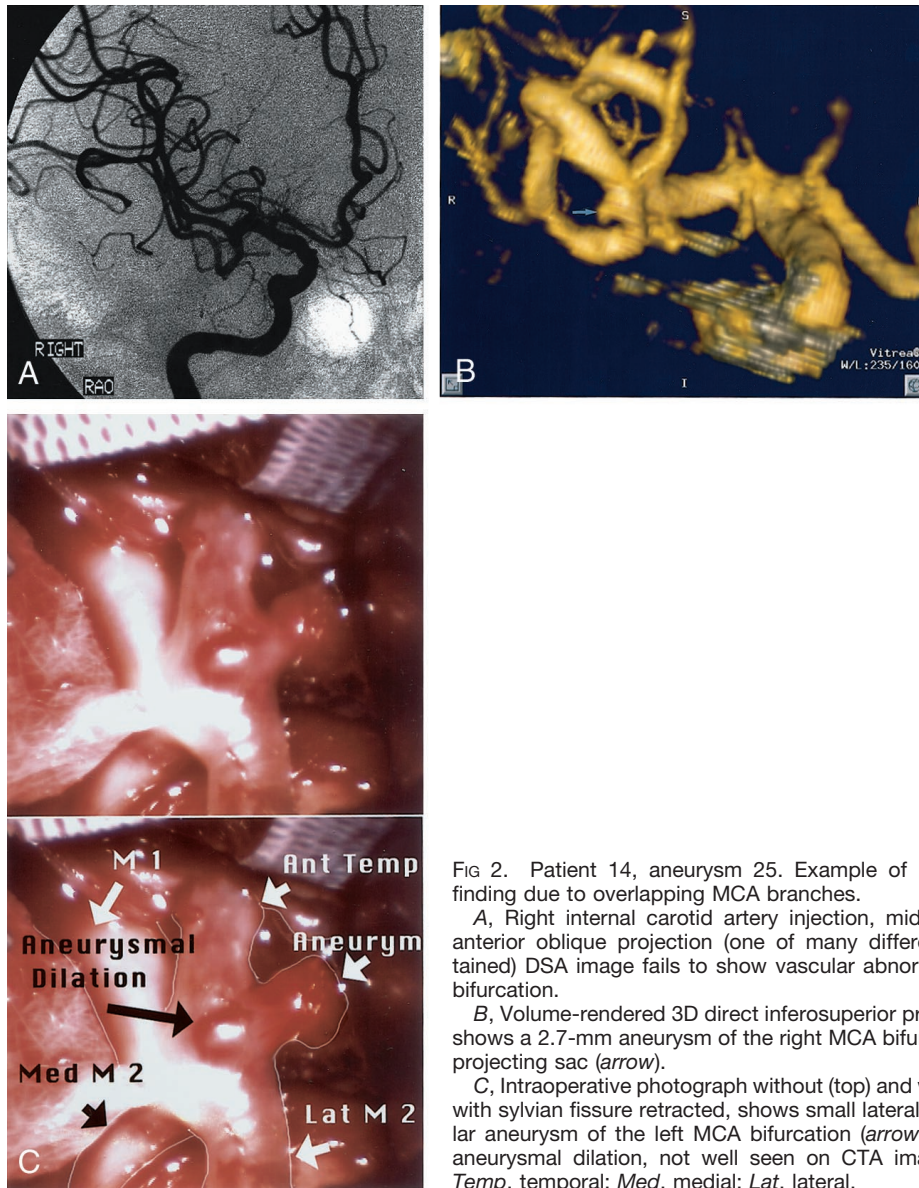 RIGHT
RAO
A
S
R
Vitrea®
W/L:235/160
B
I
M 1
Ant Temp
Aneurysmal
Dilation
Aneurym
Med M 2
Lat M 2
C
FIG 2. Patient 14, aneurysm 25. Example of
finding due to overlapping MCA branches.
A, Right internal carotid artery injection, mid
anterior oblique projection (one of many differe
tained) DSA image fails to show vascular abnor
bifurcation.
B, Volume-rendered 3D direct inferosuperior pr
shows a 2.7-mm aneurysm of the right MCA bifu
projecting sac (arrow).
C, Intraoperative photograph without (top) and
with sylvian fissure retracted, shows small lateral
lar aneurysm of the left MCA bifurcation (arrow
aneurysmal dilation, not well seen on CTA ima
Temp, temporal; Med, medial; Lat, lateral.